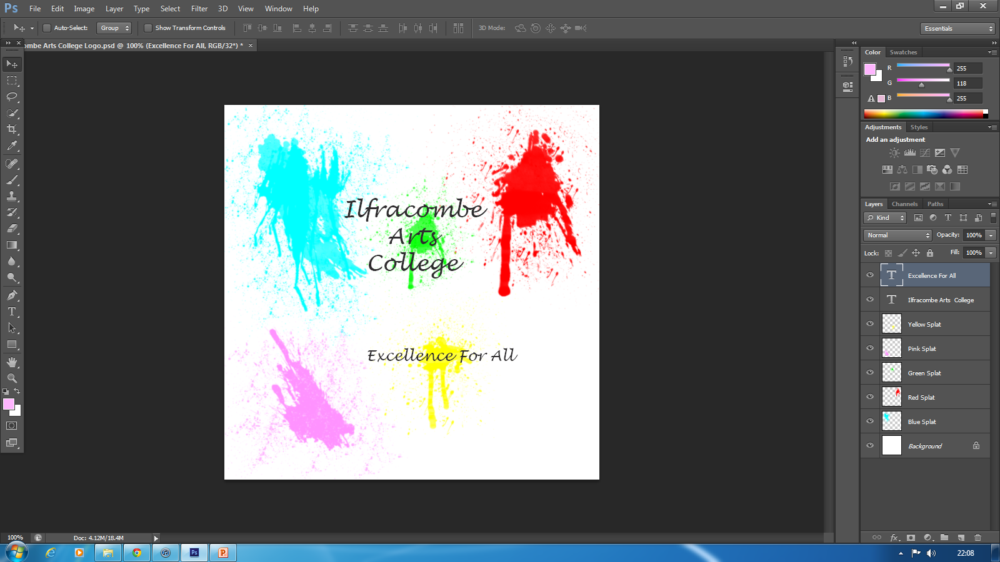 Ps File Edit Image Layer Type Select Filter 3D View Window Help
Auto-Select: Group Show Transform Controls 3D Mode: Essentials
ombe Arts College Logo.psd @ 100% (Excellence For All, RGB/32*) * ×
Color Swatches
R 255
G 118
B 255
Adjustments Styles
Add an adjustment
Ilfracombe
Arts
College
Excellence For All
Layers Channels Paths
Kind
Normal Opacity: 100%
Lock: Fill: 100%
Excellence For All
Ilfracombe Arts College
Yellow Splat
Pink Splat
Green Splat
Red Splat
Blue Splat
Background
100% Doc: 4.12M/18.4M
22:08